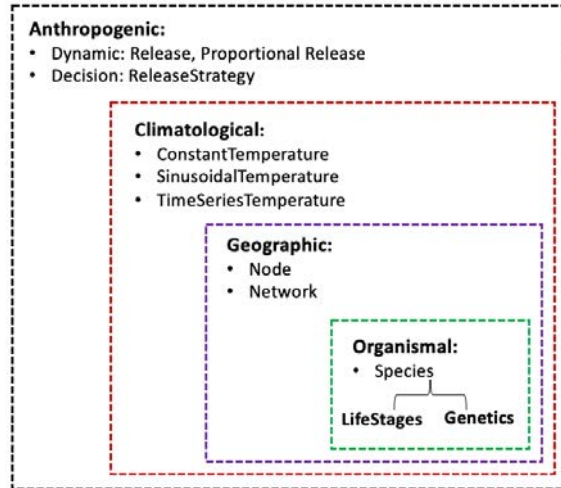 Anthropogenic:
• Dynamic: Release, Proportional Release
• Decision: ReleaseStrategy
Climatological:
• ConstantTemperature
• SinusoidalTemperature
• TimeSeriesTemperature
Geographic:
• Node
• Network
Organismal:
• Species
LifeStages Genetics